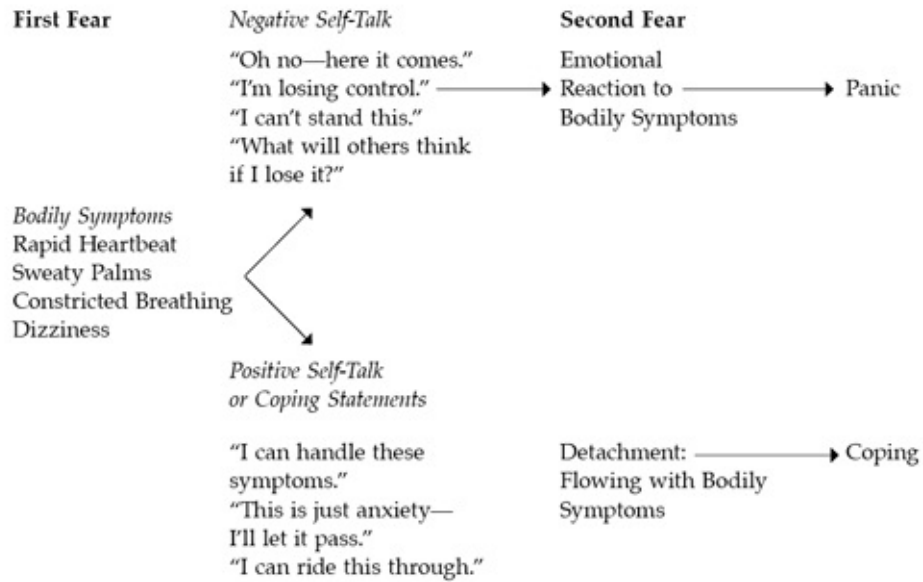 First Fear
Negative Self-Talk
Second Fear
“Oh no—here it comes.”
“I'm losing control.”
“I can't stand this.”
“What will others think
if I lose it?”
Emotional
Reaction to
Bodily Symptoms
Panic
Bodily Symptoms
Rapid Heartbeat
Sweaty Palms
Constricted Breathing
Dizziness
Positive Self-Talk
or Coping Statements
“I can handle these
symptoms.”
“This is just anxiety—
I'll let it pass.”
“I can ride this through.”
Detachment:
Flowing with Bodily
Symptoms
Coping